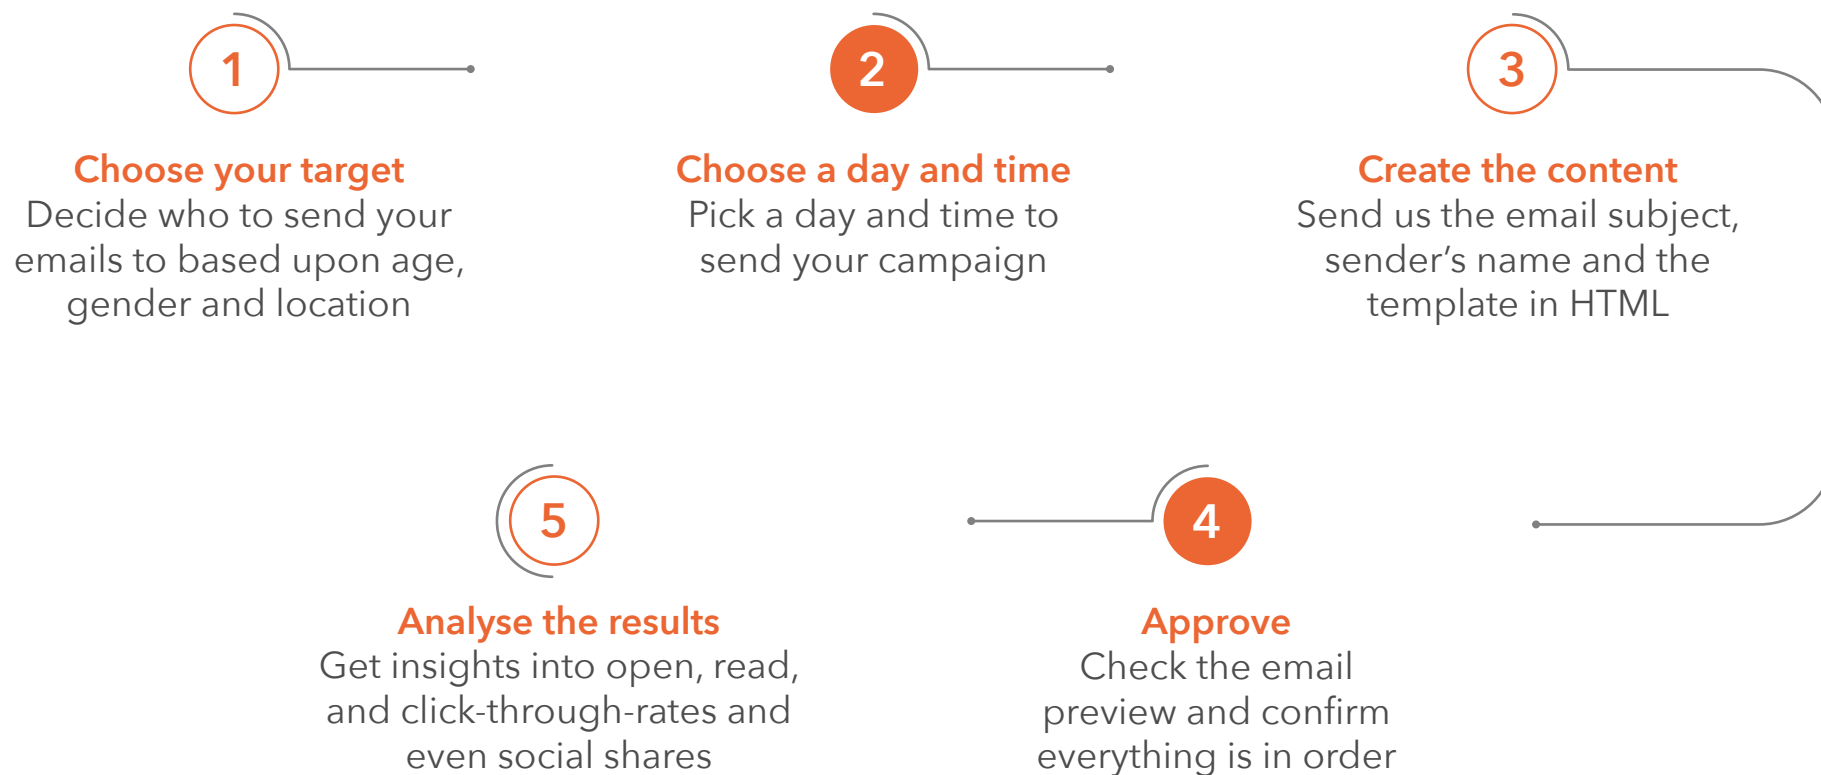 1
Choose your target
Decide who to send your
emails to based upon age,
gender and location
2
Choose a day and time
Pick a day and time to
send your campaign
3
Create the content
Send us the email subject,
sender’s name and the
template in HTML
4
Approve
Check the email
preview and confirm
everything is in order
5
Analyse the results
Get insights into open, read,
and click-through-rates and
even social shares